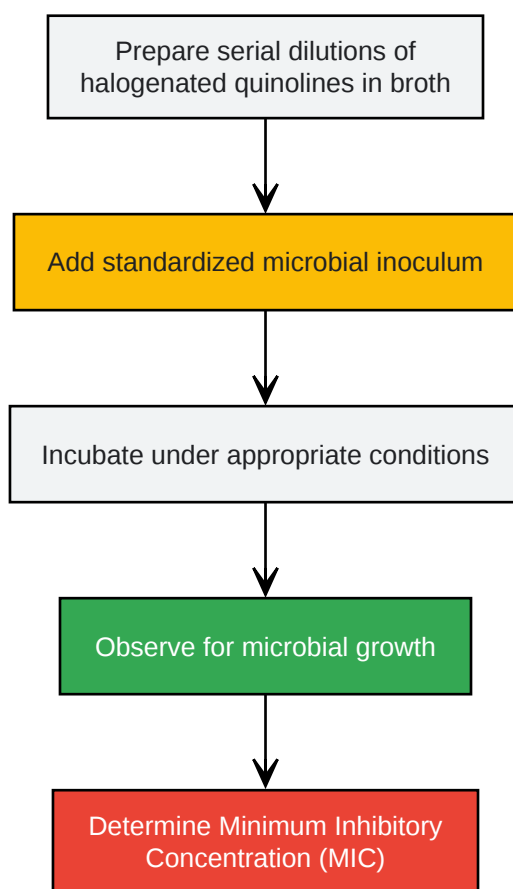 Prepare serial dilutions of
halogenated quinolines in broth
Add standardized microbial inoculum
Incubate under appropriate conditions
Observe for microbial growth
Determine Minimum Inhibitory
Concentration (MIC)